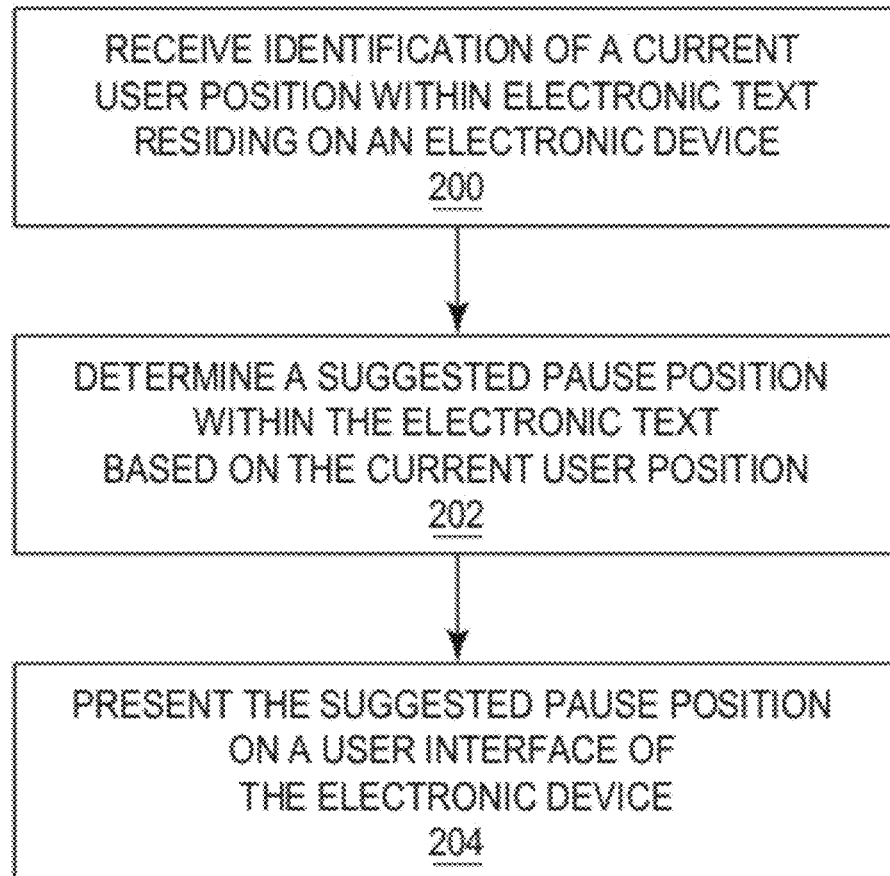 RECEIVE IDENTIFICATION OF A CURRENT
USER POSITION WITHIN ELECTRONIC TEXT
RESIDING ON AN ELECTRONIC DEVICE
200
DETERMINE A SUGGESTED PAUSE POSITION
WITHIN THE ELECTRONIC TEXT
BASED ON THE CURRENT USER POSITION
202
PRESENT THE SUGGESTED PAUSE POSITION
ON A USER INTERFACE OF
THE ELECTRONIC DEVICE
204